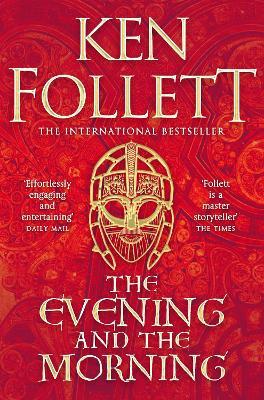 KEN
FOLLETT
THE INTERNATIONAL BESTSELLER
'Effortlessly
engaging
and
entertaining'
DAILY MAIL
'Follett
is a
master
storyteller'
THE TIMES
THE
EVENING
AND THE
MORNING